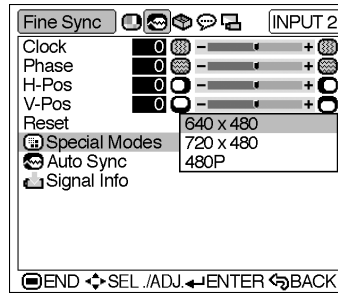 Fine Sync INPUT 2
Clock 0 - +
Phase 0 - +
H-Pos 0 - +
V-Pos 0 - +
Reset 640 x 480
Special Modes 720 x 480
Auto Sync 480P
Signal Info
END SEL./ADJ. ENTER BACK